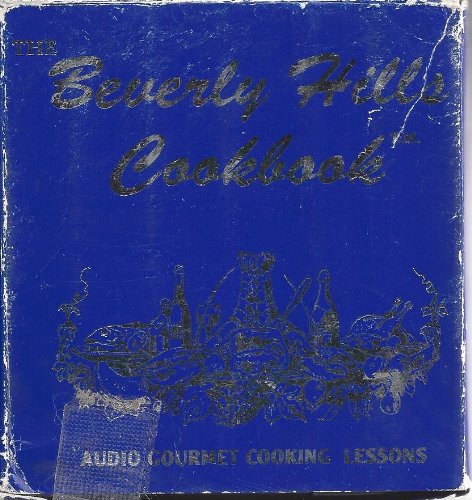 THE
Beverly Hills
Cookbook™
AUDIO GOURMET COOKING LESSONS